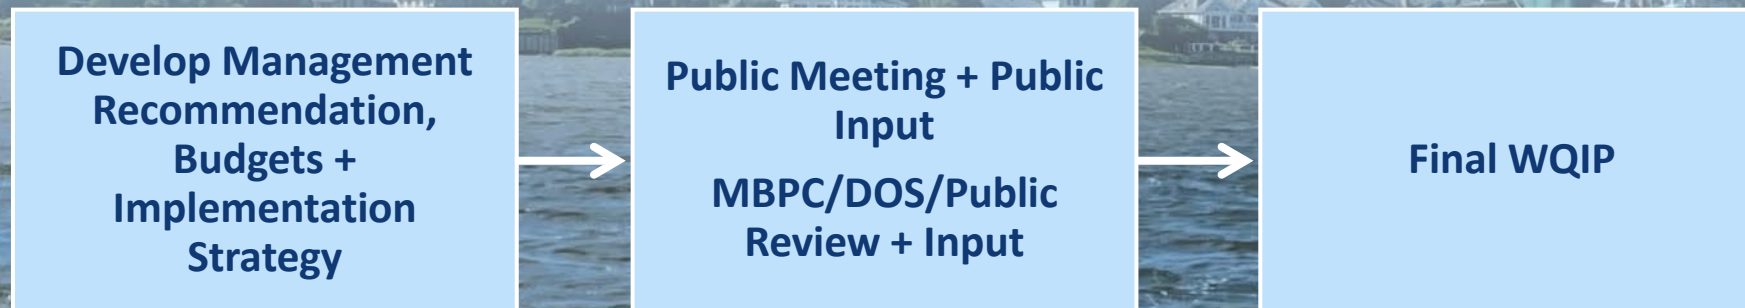 Develop Management
Recommendation,
Budgets +
Implementation
Strategy
Public Meeting + Public
Input
MBPC/DOS/Public
Review + Input
Final WQIP